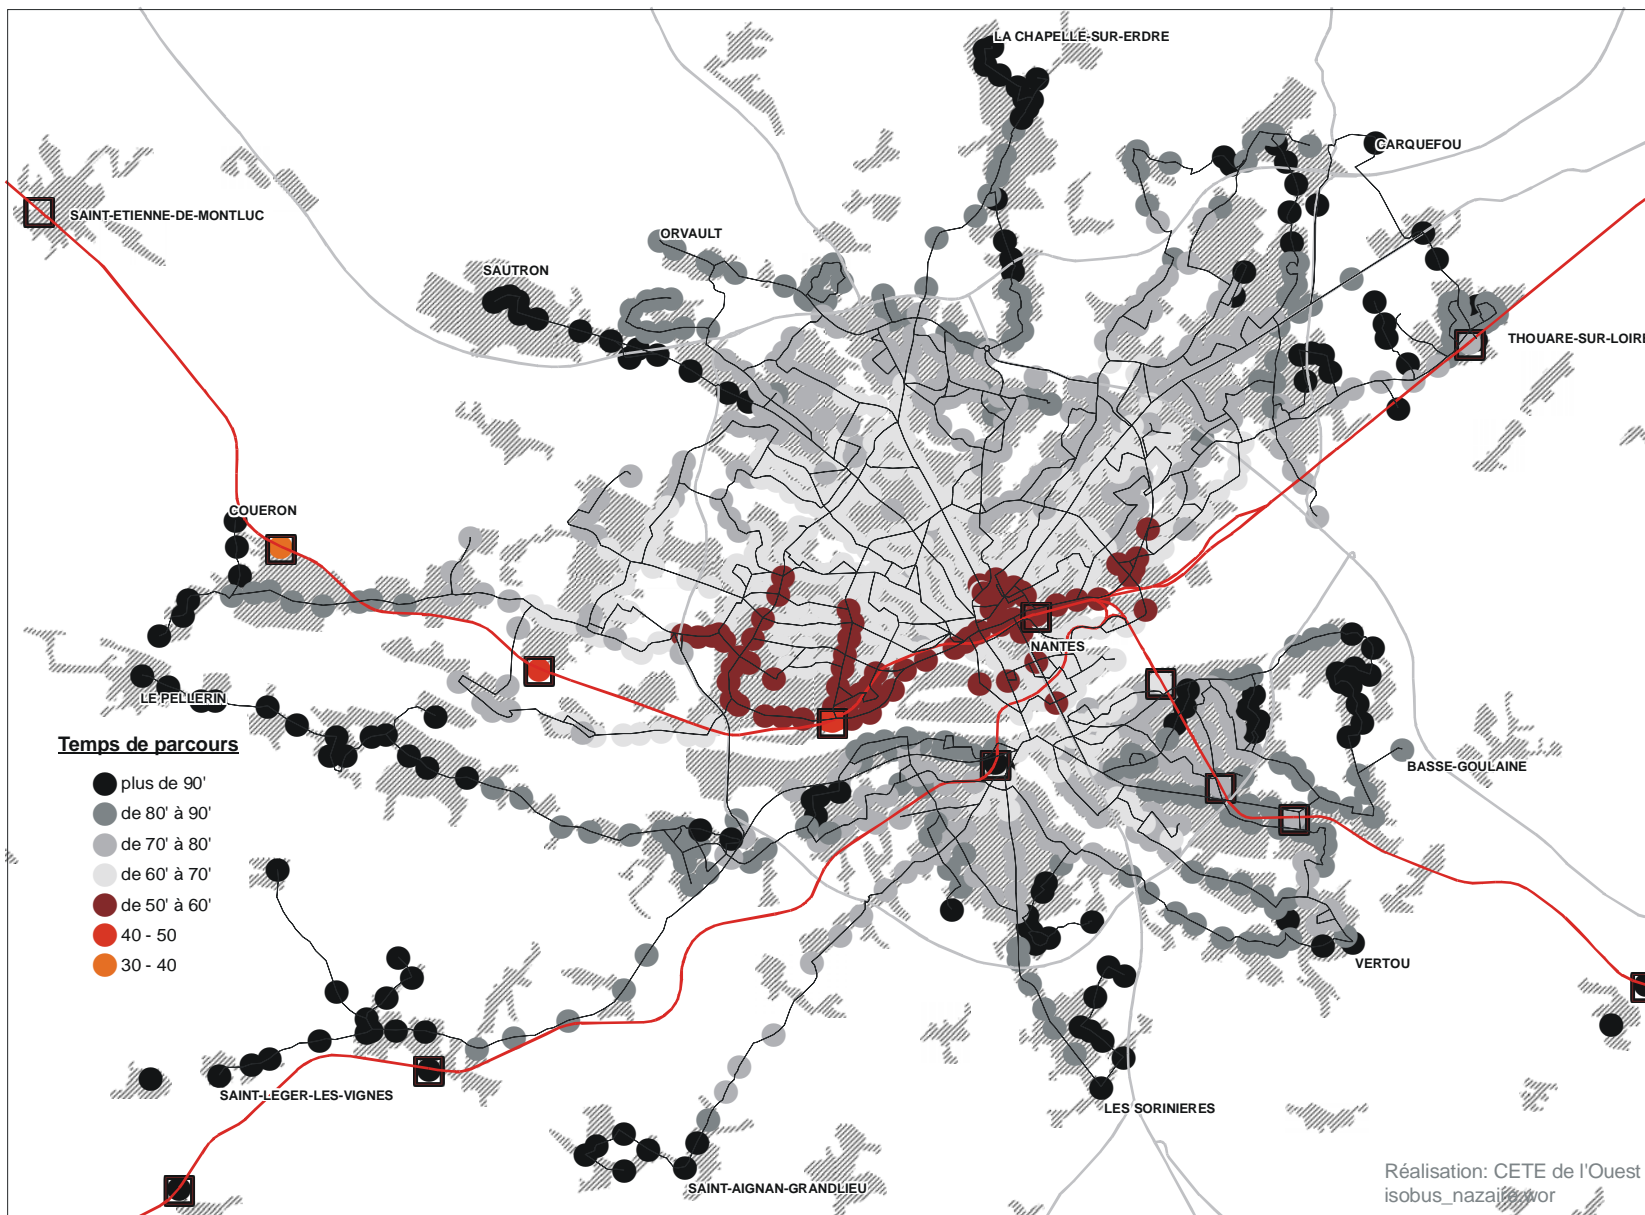 LA CHAPELLE-SUR-ERDRE
CARQUEFOU
SAINT-ETIENNE-DE-MONTLUC
ORVAULT
SAUTRON
THOUARE-SUR-LOIRE
COUERON
NANTES
LE PELLERIN
BASSE-GOULAINE
Temps de parcours
plus de 90'
de 80' à 90'
de 70' à 80'
de 60' à 70'
de 50' à 60'
40 - 50
30 - 40
VERTOU
SAINT-LEGER-LES-VIGNES
LES SORINIERES
SAINT-AIGNAN-GRANDLIEU
Réalisation: CETE de l'Ouest
isobus_nazaire.wor